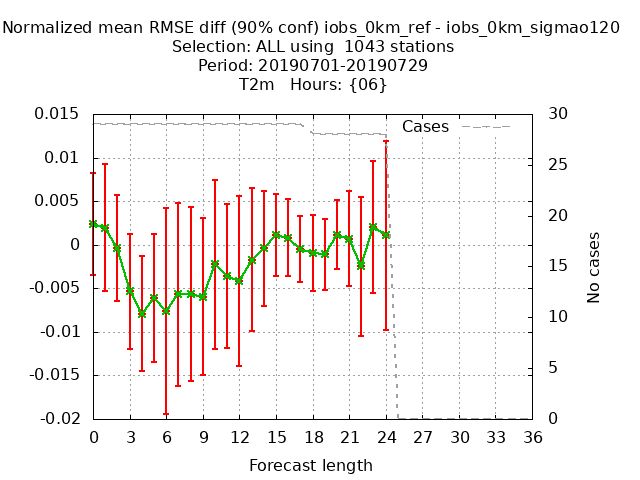 Normalized mean RMSE diff (90% conf) iobs_0km_ref - iobs_0km_sigmao120
Selection: ALL using  1043 stations
Period: 20190701-20190729
T2m   Hours: {06}
Cases
0.015
0.01
0.005
0
-0.005
-0.01
-0.015
-0.02
30
25
20
15
10
5
0
No cases
0 3 6 9 12 15 18 21 24 27 30 33 36
Forecast length